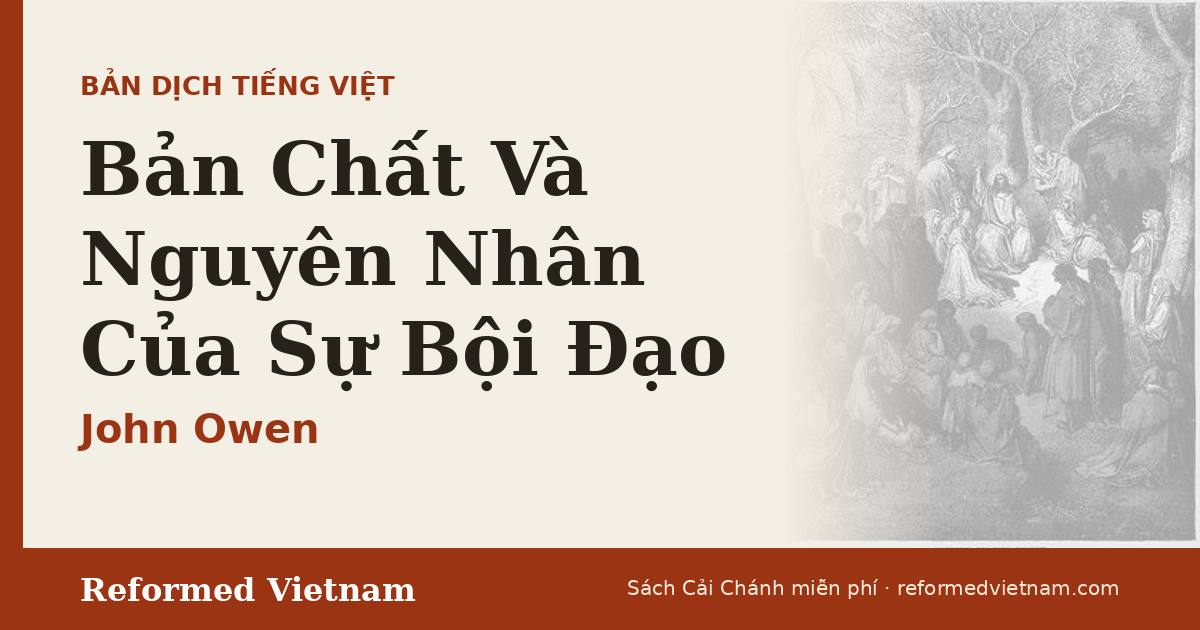 BẢN DỊCH TIẾNG VIỆT
Bản Chất Và
Nguyên Nhân
Của Sự Bội Đạo
John Owen
Reformed Vietnam
Sách Cải Chánh miễn phí · reformedvietnam.com